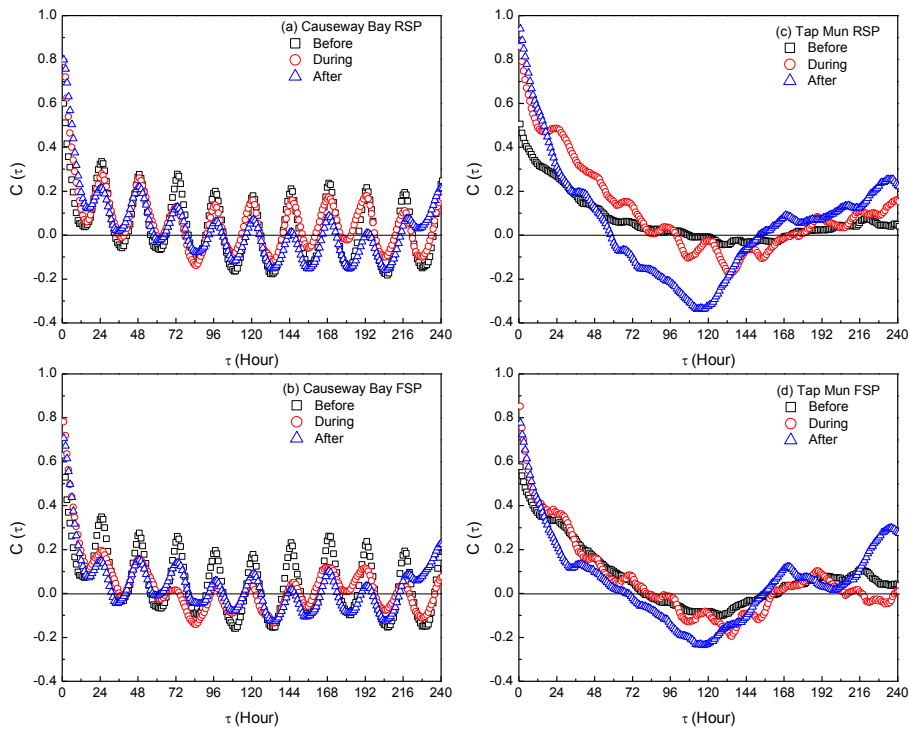 (a) Causeway Bay RSP
Before
During
After
1.0
0.8
0.6
0.4
0.2
0.0
-0.2
-0.4
C (τ)
0 24 48 72 96 120 144 168 192 216 240
τ (Hour)
(c) Tap Mun RSP
Before
During
After
1.0
0.8
0.6
0.4
0.2
0.0
-0.2
-0.4
C (τ)
0 24 48 72 96 120 144 168 192 216 240
τ (Hour)
(b) Causeway Bay FSP
Before
During
After
1.0
0.8
0.6
0.4
0.2
0.0
-0.2
-0.4
C (τ)
0 24 48 72 96 120 144 168 192 216 240
τ (Hour)
(d) Tap Mun FSP
Before
During
After
1.0
0.8
0.6
0.4
0.2
0.0
-0.2
-0.4
C (τ)
0 24 48 72 96 120 144 168 192 216 240
τ (Hour)